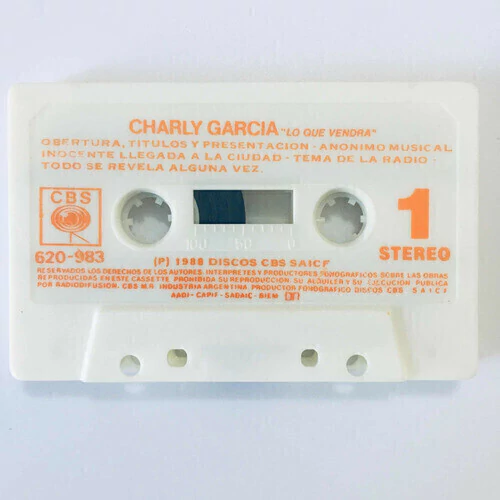 CHARLY GARCIA "LO QUE VENDRA"
OBERTURA, TITULOS Y PRESENTACION - ANONIMO MUSICAL
INOCENTE LLEGADA A LA CIUDAD - TEMA DE LA RADIO -
TODO SE REVELA ALGUNA VEZ.
CBS
620-983
1
STEREO
100 50 0
(P) 1988 DISCOS CBS SAICF
RESERVADOS LOS DERECHOS DE LOS AUTORES, INTERPRETES Y PRODUCTORES FONOGRAFICOS SOBRE LAS OBRAS
REPRODUCIDAS EN ESTE CASSETTE PROHIBIDA SU REPRODUCCION, SU ALQUILER Y SU EJECUCION PUBLICA
POR RADIODIFUSION. CBS M.R. INDUSTRIA ARGENTINA PRODUCTOR FONOGRAFICO DISCOS CBS S A I C F
AADI - CAPIF - SADAIC - BIEM